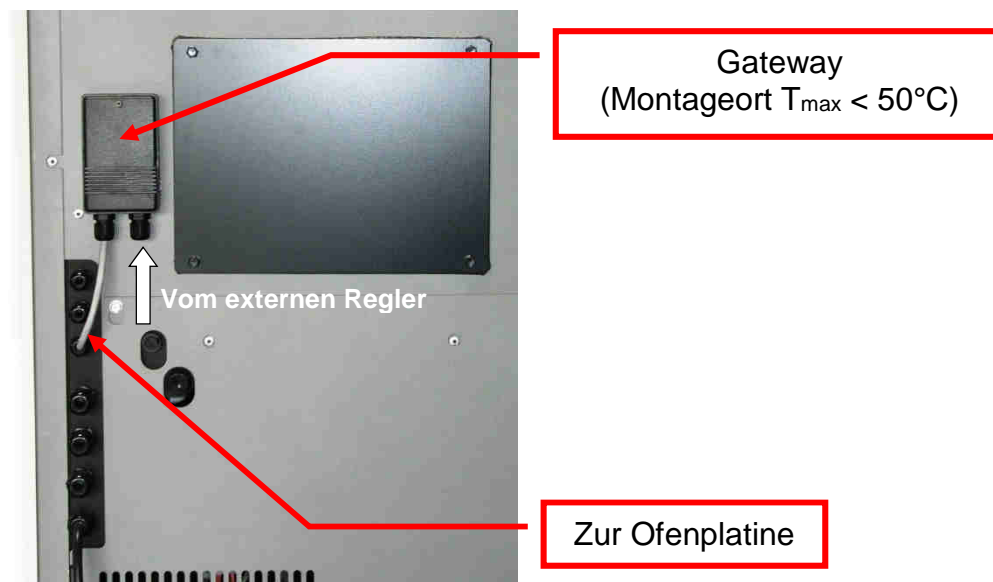 Gateway
(Montageort Tmax < 50°C)
Vom externen Regler
Zur Ofenplatine